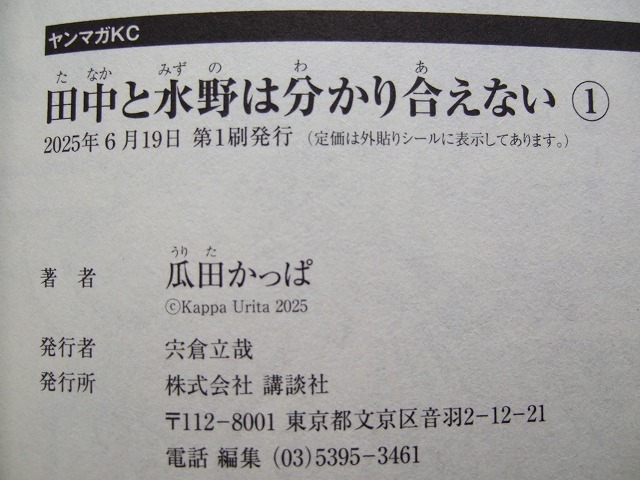 ヤンマガKC
た なか みず の わ あ
田中と水野は分かり合えない ①
2025年6月19日 第1刷発行 (定価は外貼りシールに表示してあります。)
うり た
著 者 瓜田かっぱ
©Kappa Urita 2025
発行者 宍倉立哉
発行所 株式会社 講談社
〒112-8001 東京都文京区音羽2-12-21
電話 編集 (03)5395-3461